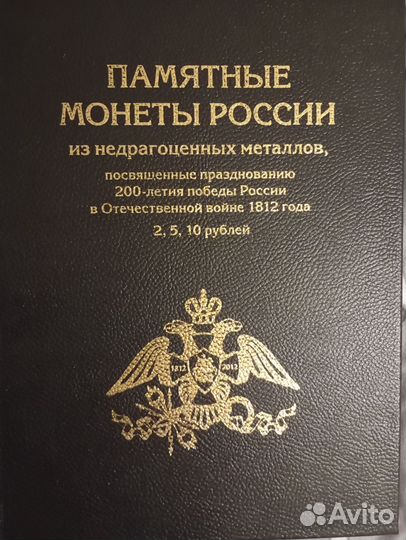 ПАМЯТНЫЕ
МОНЕТЫ РОССИИ
из недрагоценных металлов,
посвященные празднованию
200-летия победы России
в Отечественной войне 1812 года
2, 5, 10 рублей
1812 2012
Avito